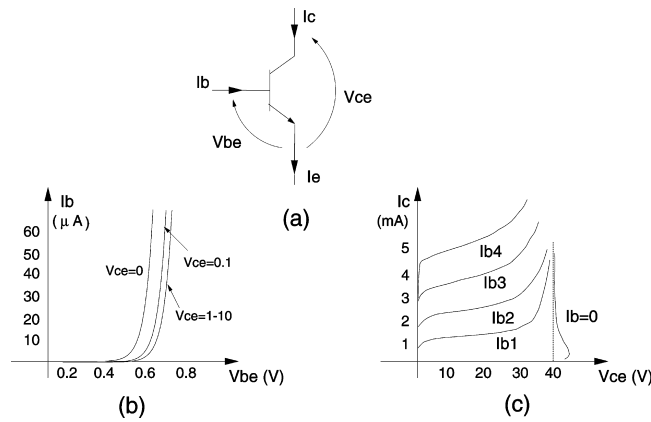 Ic
Ib
Vce
Vbe
Ie
(a)
Ib
(μ A)
60
50
40
30
20
10
Vce=0
Vce=0.1
Vce=1-10
0.2 0.4 0.6 0.8 Vbe (V)
(b)
Ic
(mA)
5
4
3
2
1
Ib4
Ib3
Ib2
Ib1
Ib=0
10 20 30 40 Vce (V)
(c)